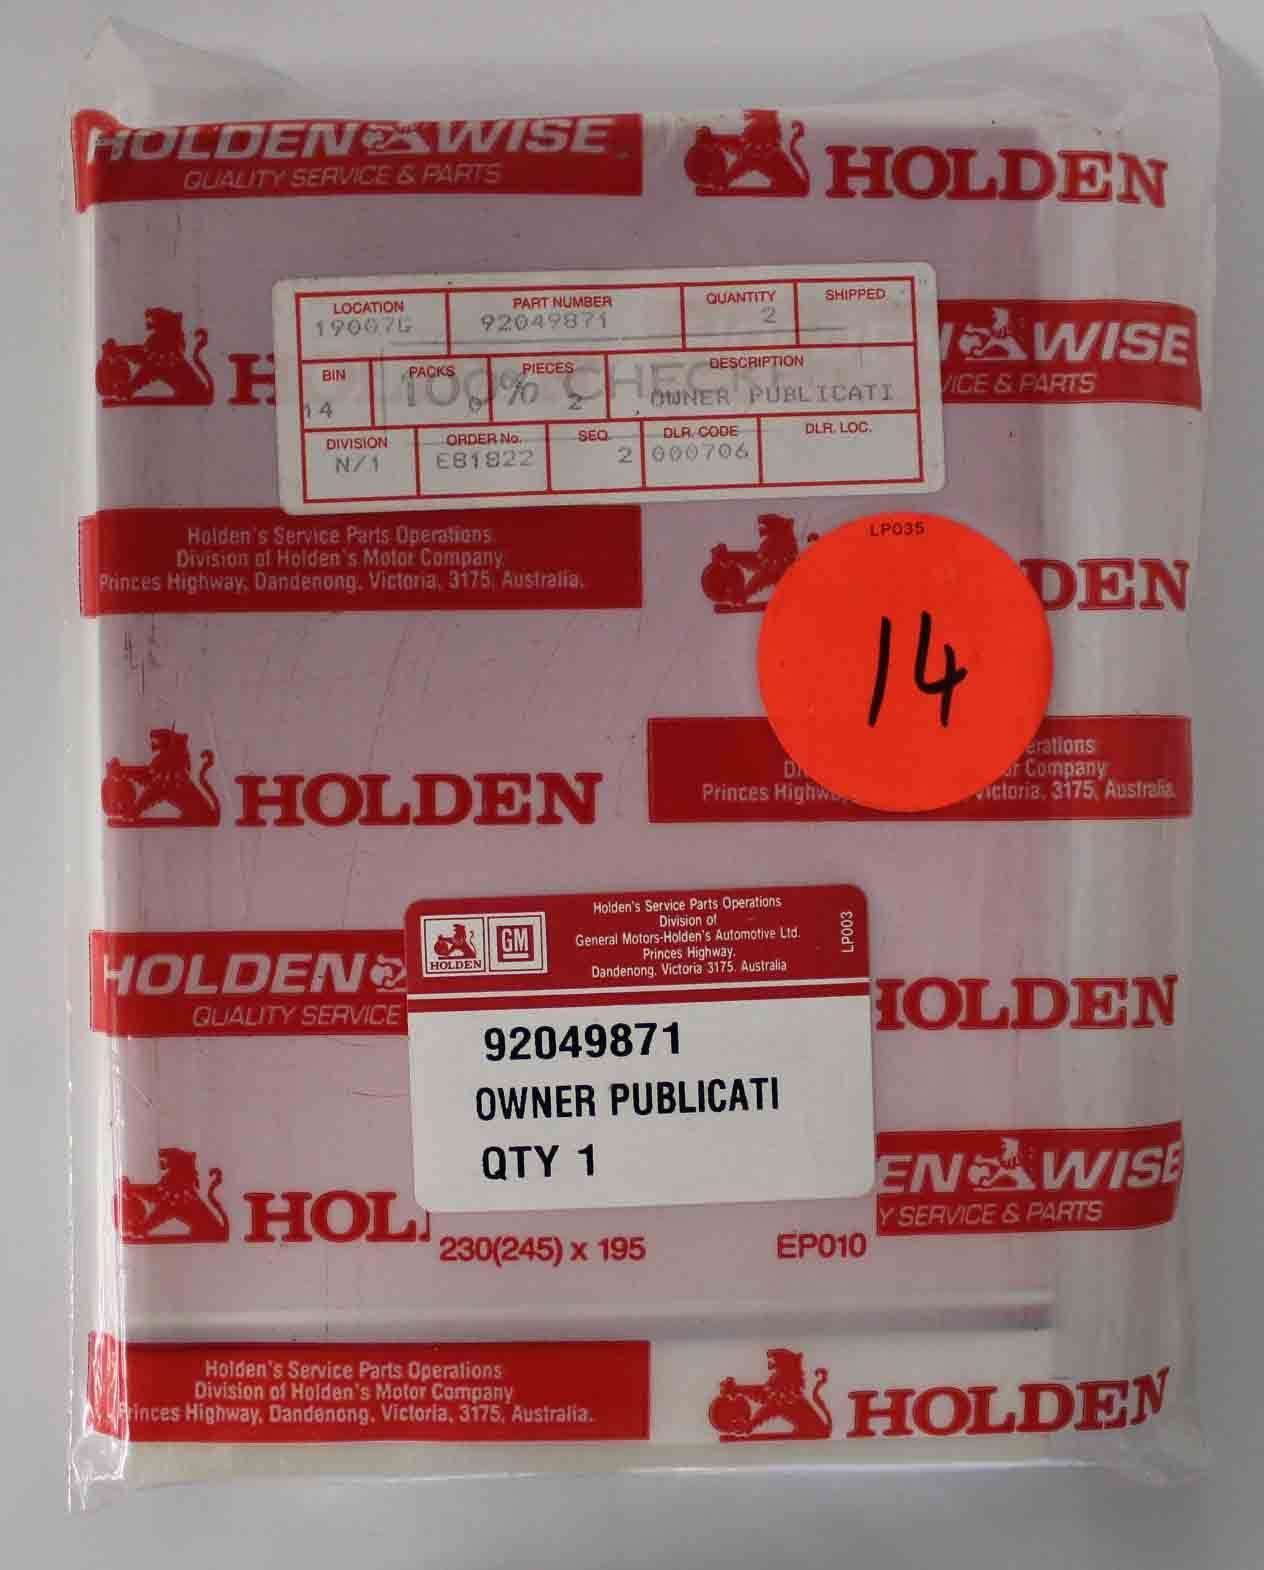 HOLDEN WISE
QUALITY SERVICE & PARTS
HOLDEN
LOCATION
19007G
PART NUMBER
92049871
QUANTITY
2
SHIPPED
BIN
14
PACKS
0
PIECES
2
DESCRIPTION
OWNER PUBLICATI
100% CHECK
DIVISION
N/1
ORDER No.
E81822
SEQ.
2
DLR. CODE
000706
DLR. LOC.
H
N WISE
VICE & PARTS
Holden's Service Parts Operations
Division of Holden's Motor Company
Princes Highway, Dandenong, Victoria, 3175, Australia.
LP035
14
DEN
HOLDEN
erations
Di
or Company
Princes Highw
Victoria, 3175, Australia.
HOLDEN
QUALITY SERVICE
HOLDEN
GM
Holden's Service Parts Operations
Division of
General Motors-Holden's Automotive Ltd.
Princes Highway.
Dandenong. Victoria 3175. Australia
LP003
92049871
OWNER PUBLICATI
QTY 1
HOLDEN
HOL
EN WISE
Y SERVICE & PARTS
230(245) x 195
EP010
Holden's Service Parts Operations
Division of Holden's Motor Company
Princes Highway, Dandenong, Victoria, 3175, Australia.
HOLDEN